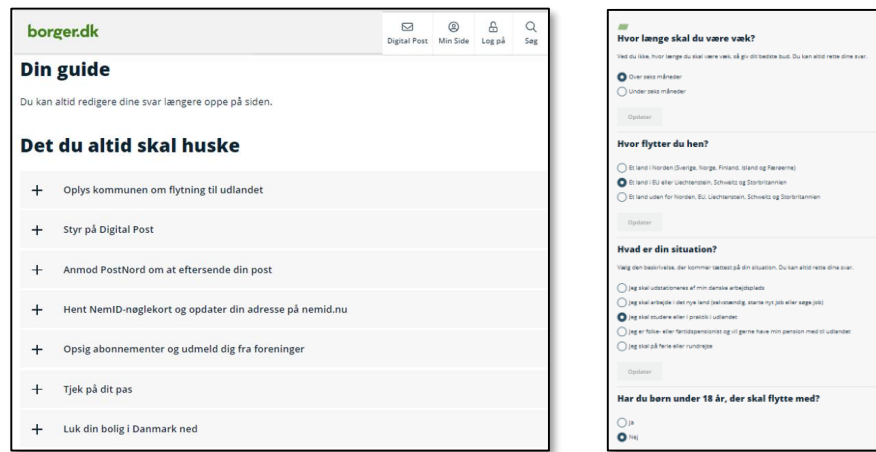 borger.dk
Digital Post
Min Side
Log på
Søg
Din guide
Du kan altid redigere dine svar længere oppe på siden.
Det du altid skal huske
Oplys kommunen om flytning til udlandet
Styr på Digital Post
Anmod PostNord om at eftersende din post
Hent NemID-nøglekort og opdater din adresse på nemid.nu
Opsig abonnementer og udmeld dig fra foreninger
Tjek på dit pas
Luk din bolig i Danmark ned
Hvor længe skal du være væk?
Ved du ikke, hvor længe du skal være væk, så giv dit bedste bud. Du kan altid rette dine svar.
Over seks måneder
Under seks måneder
Opdater
Hvor flytter du hen?
Et land i Norden (Sverige, Norge, Finland, Island og Færøerne)
Et land i EU eller Liechtenstein, Schweitz og Storbritannien
Et land uden for Norden, EU, Liechtenstein, Schweitz og Storbritannien
Opdater
Hvad er din situation?
Vælg den beskrivelse, der kommer tættest på din situation. Du kan altid rette dine svar.
Jeg skal udstationeres af min danske arbejdsplads
Jeg skal arbejde i det nye land (selvstændig, starte nyt job eller søge job)
Jeg skal studere eller i praktik i udlandet
Jeg er folke- eller førtidspensionist og vil gerne have min pension med til udlandet
Jeg skal på ferie eller rundrejse
Opdater
Har du børn under 18 år, der skal flytte med?
Ja
Nej